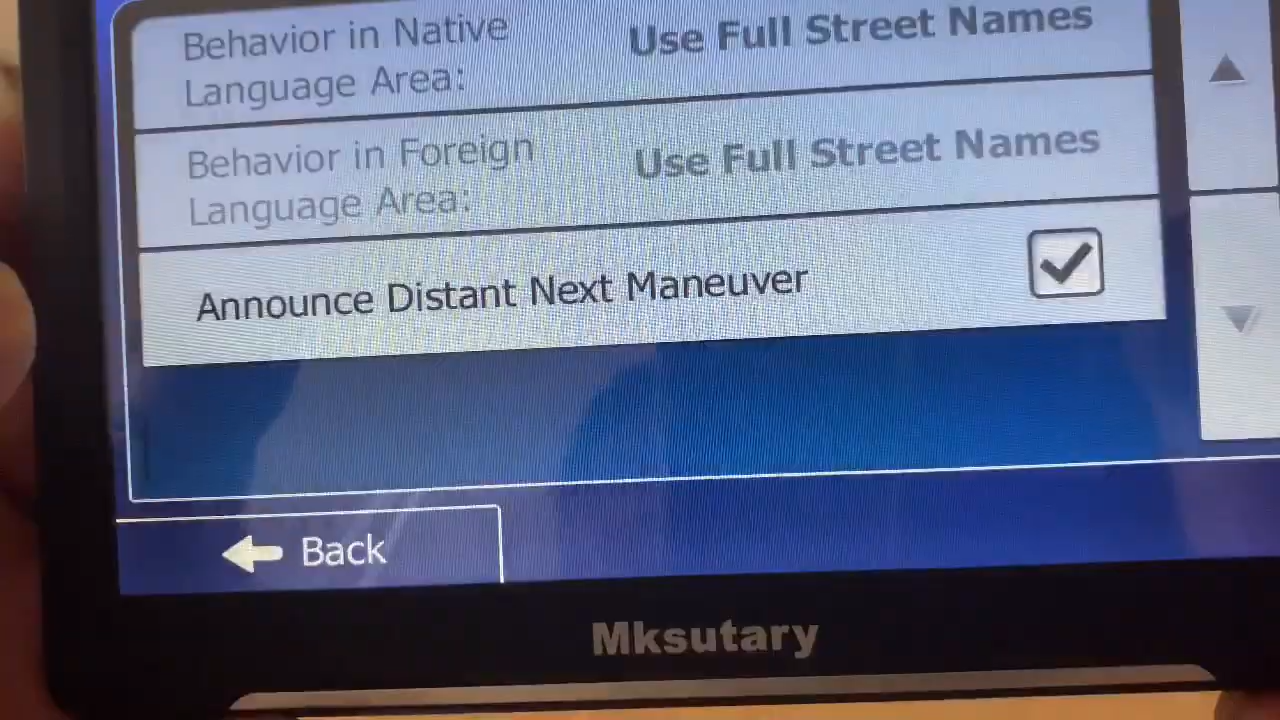 Behavior in Native
Language Area:
Use Full Street Names
Behavior in Foreign
Language Area:
Use Full Street Names
Announce Distant Next Maneuver
Back
Mksutary